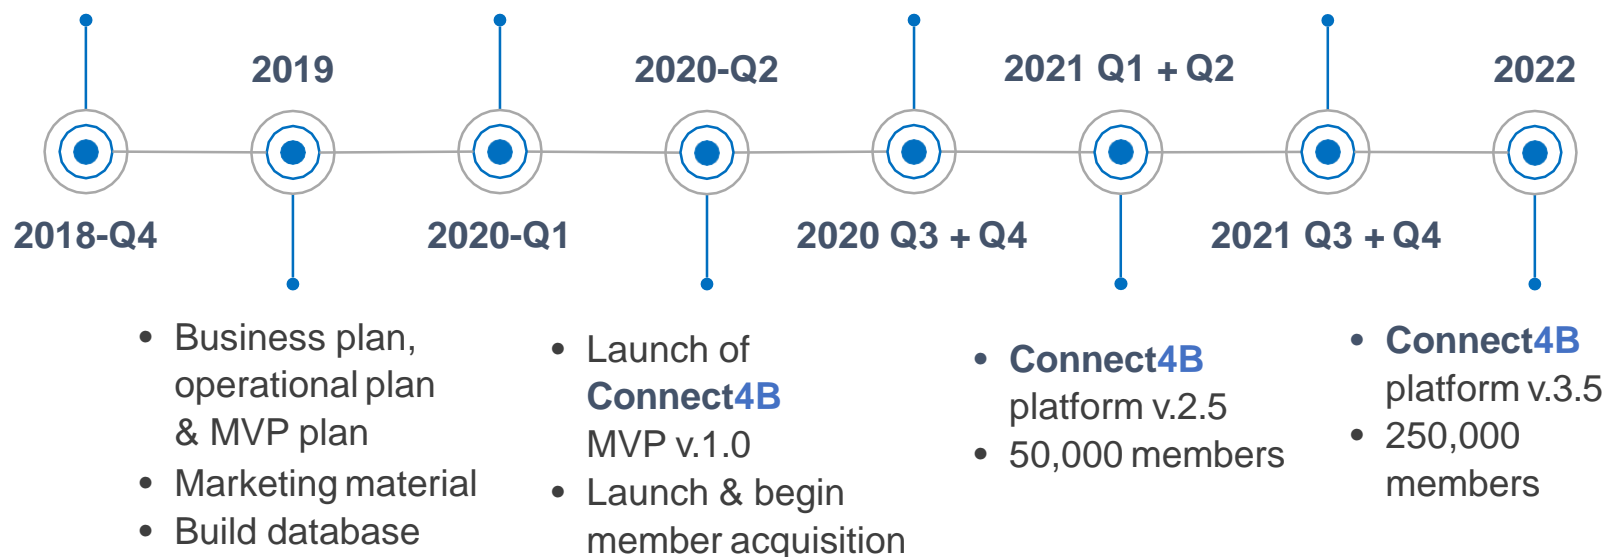 2019
2020-Q2
2021 Q1 + Q2
2022
2018-Q4
2020-Q1
2020 Q3 + Q4
2021 Q3 + Q4
• Business plan,
operational plan
& MVP plan
• Marketing material
• Build database
• Launch of
Connect4B
MVP v.1.0
• Launch & begin
member acquisition
• Connect4B
platform v.2.5
• 50,000 members
• Connect4B
platform v.3.5
• 250,000
members